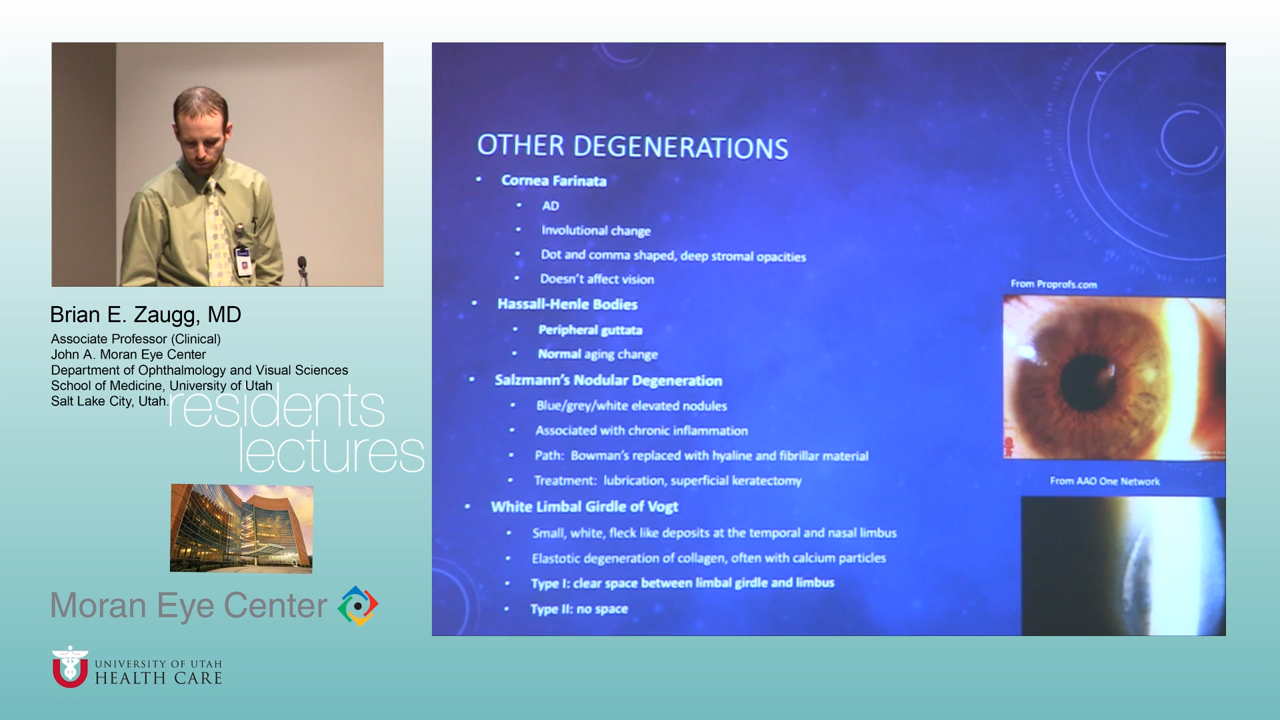 Brian E. Zaugg, MD
Associate Professor (Clinical)
John A. Moran Eye Center
Department of Ophthalmology and Visual Sciences
School of Medicine, University of Utah
Salt Lake City, Utah.
residents
lectures
Moran Eye Center
UNIVERSITY OF UTAH
HEALTH CARE
OTHER DEGENERATIONS
• Cornea Farinata
• AD
• Involutional change
• Dot and comma shaped, deep stromal opacities
• Doesn't affect vision
• Hassall-Henle Bodies
• Peripheral guttata
• Normal aging change
• Salzmann's Nodular Degeneration
• Blue/grey/white elevated nodules
• Associated with chronic inflammation
• Path: Bowman's replaced with hyaline and fibrillar material
• Treatment: lubrication, superficial keratectomy
• White Limbal Girdle of Vogt
• Small, white, fleck like deposits at the temporal and nasal limbus
• Elastotic degeneration of collagen, often with calcium particles
• Type I: clear space between limbal girdle and limbus
• Type II: no space
From Proprofs.com
From AAO One Network